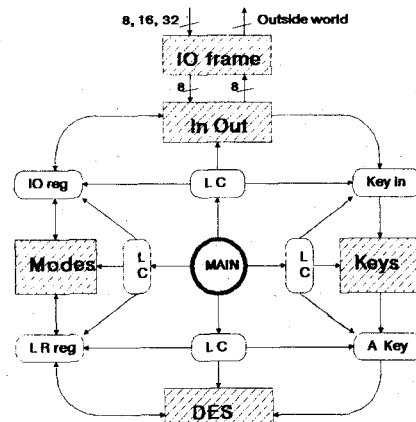 8, 16, 32 Outside world
IO frame
8 8
In Out
IO reg L C Key in
Modes L C MAIN L C Keys
LR reg L C A Key
DES